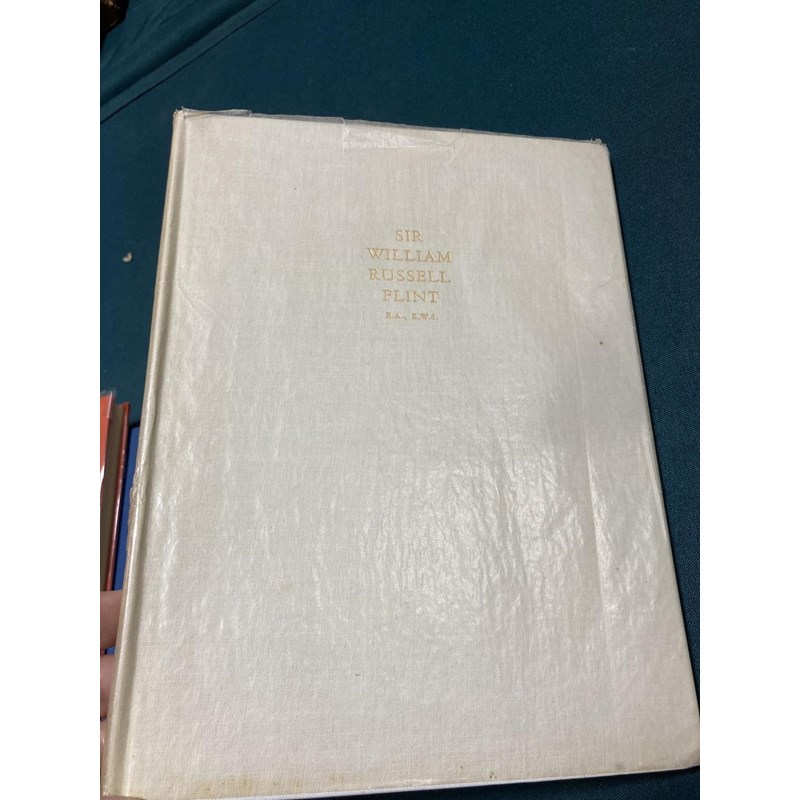 SIR
WILLIAM
RUSSELL
FLINT
R.A., R.W.S.